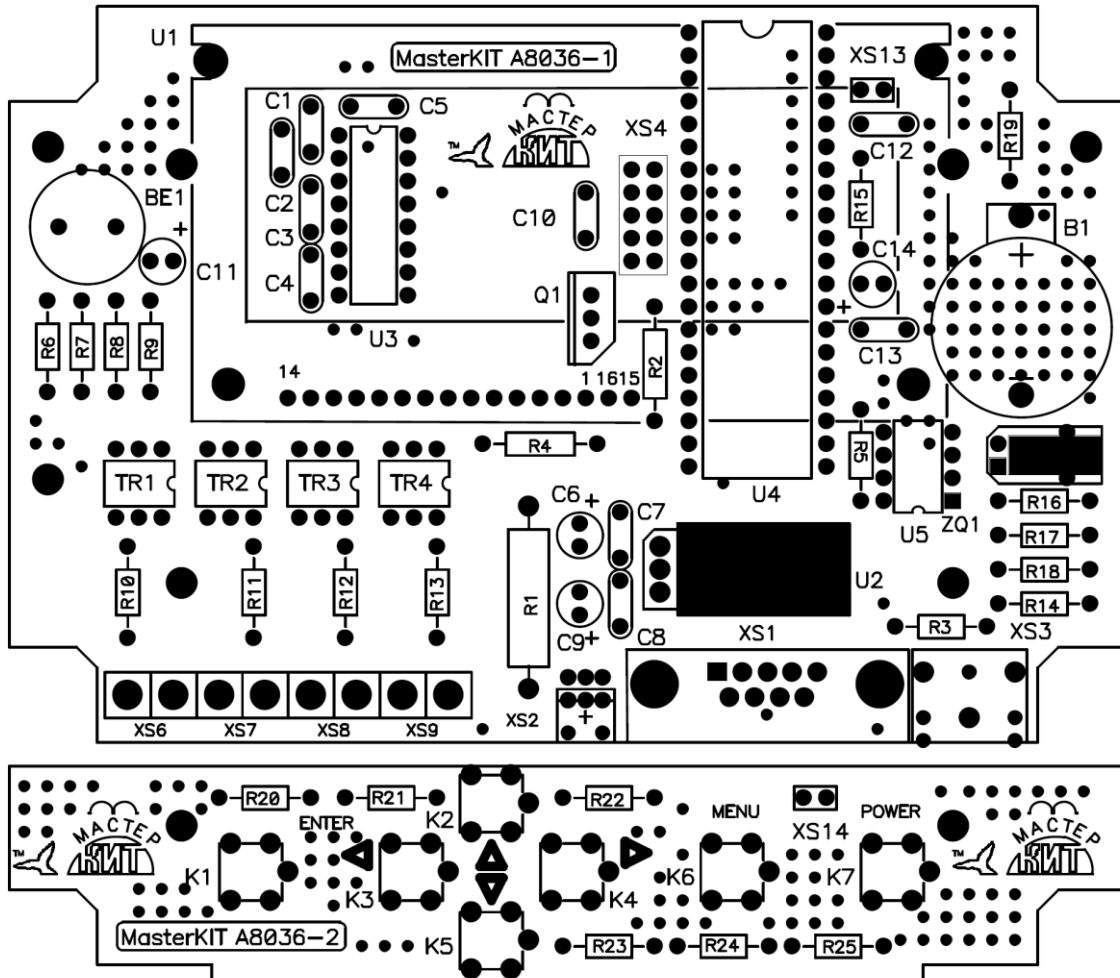 U1
MasterKIT A8036-1
XS13
C1
C5
™ МАСТЕР КИТ
XS4
C12
R19
BE1
C2
C10
R15
+
C3
C11
C4
C14
B1
+
Q1
+
U3
C13
R6
R7
R8
R9
R2
14
1 1615
−
R4
R5
TR1
TR2
TR3
TR4
C6
+
C7
U4
U5
ZQ1
R16
R17
R10
R11
R12
R13
R1
U2
R18
R14
C9
+
C8
XS1
R3
XS3
XS6
XS7
XS8
XS9
XS2
+
R20
R21
K2
R22
MENU
XS14
POWER
ENTER
™ МАСТЕР КИТ
K1
K3
K4
K6
K7
™ МАСТЕР КИТ
MasterKIT A8036-2
K5
R23
R24
R25